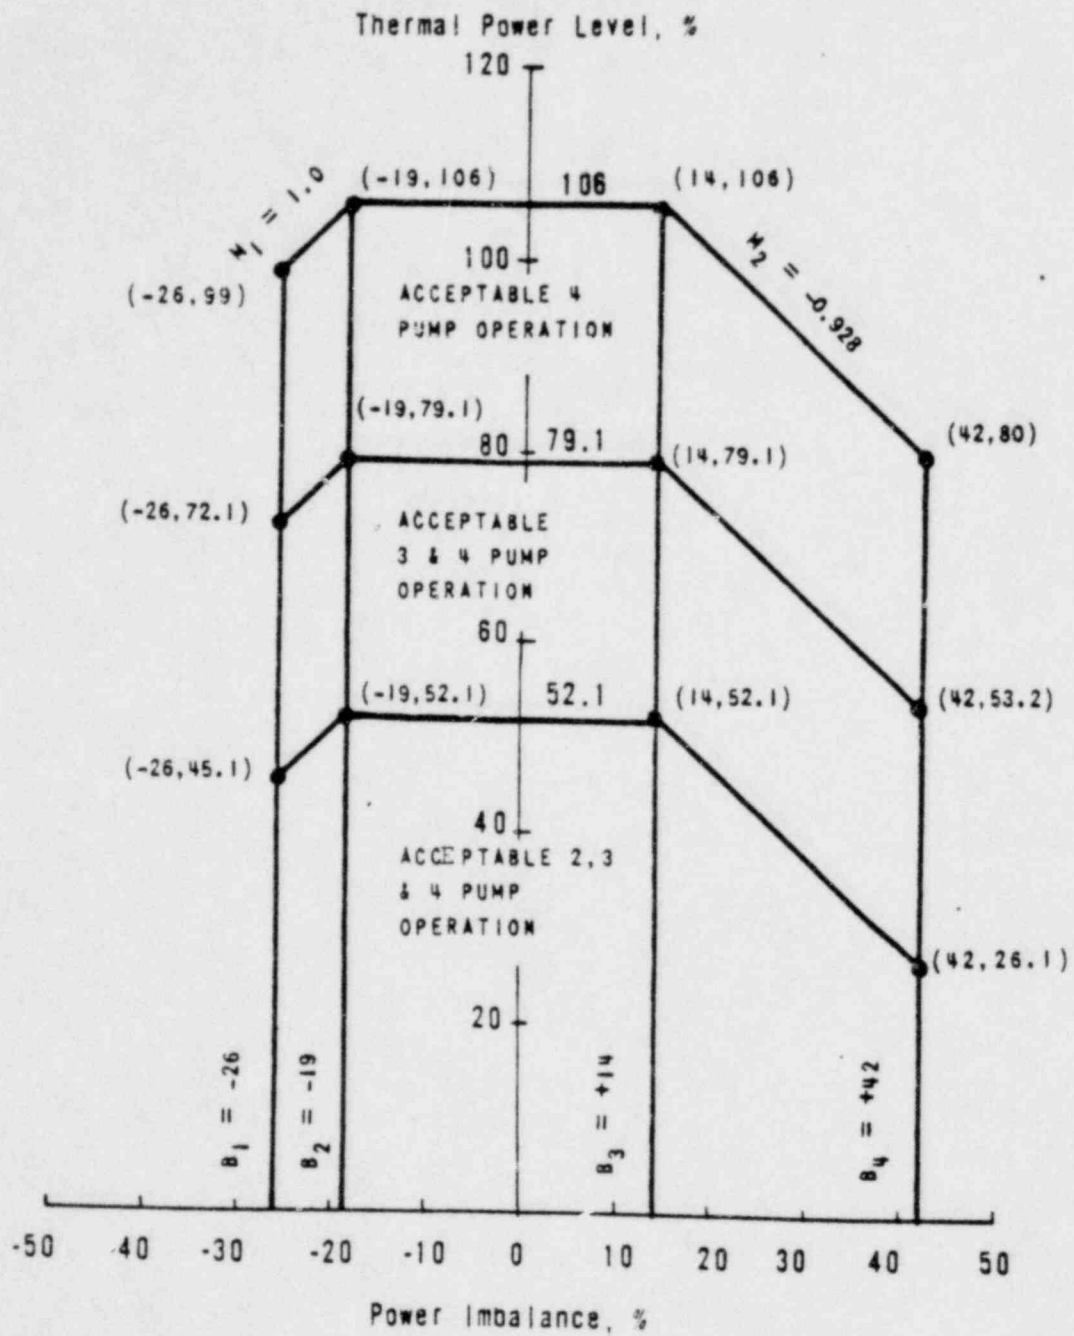 Thermal Power Level, %
120
M1 = 1.0
(-19,106)
106
(14,106)
(-26,99)
100
M2 = -0.928
ACCEPTABLE 4
PUMP OPERATION
(-19,79.1)
80
79.1
(14,79.1)
(42,80)
(-26,72.1)
ACCEPTABLE
3 & 4 PUMP
OPERATION
60
(-19,52.1)
52.1
(14,52.1)
(42,53.2)
(-26,45.1)
40
ACCEPTABLE 2,3
& 4 PUMP
OPERATION
(42,26.1)
20
B1 = -26
B2 = -19
B3 = +14
B4 = +42
-50 -40 -30 -20 -10 0 10 20 30 40 50
Power Imbalance, %